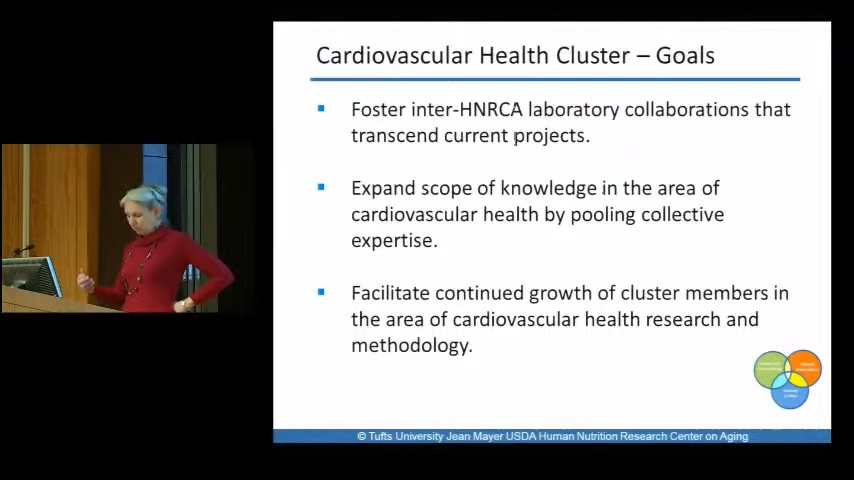 Cardiovascular Health Cluster – Goals
Foster inter-HNRCA laboratory collaborations that
transcend current projects.
Expand scope of knowledge in the area of
cardiovascular health by pooling collective
expertise.
Facilitate continued growth of cluster members in
the area of cardiovascular health research and
methodology.
© Tufts University Jean Mayer USDA Human Nutrition Research Center on Aging